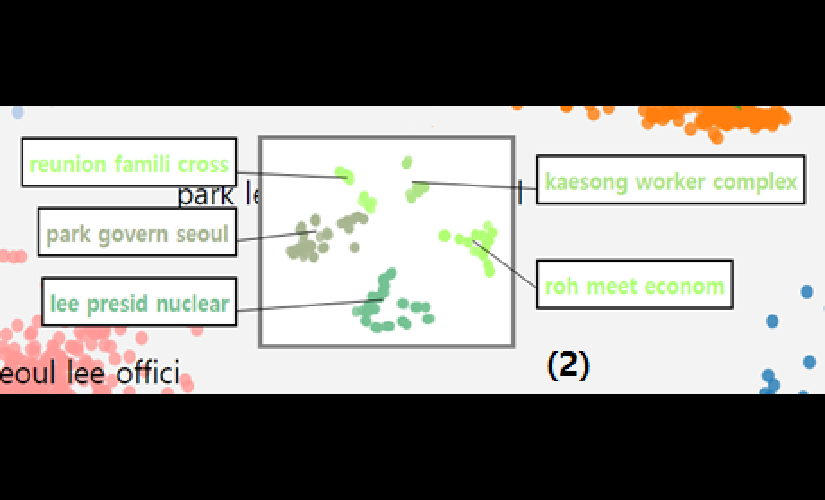 reunion famili cross
park le
kaesong worker complex
park govern seoul
lee presid nuclear
roh meet econom
(2)
eoul lee offici